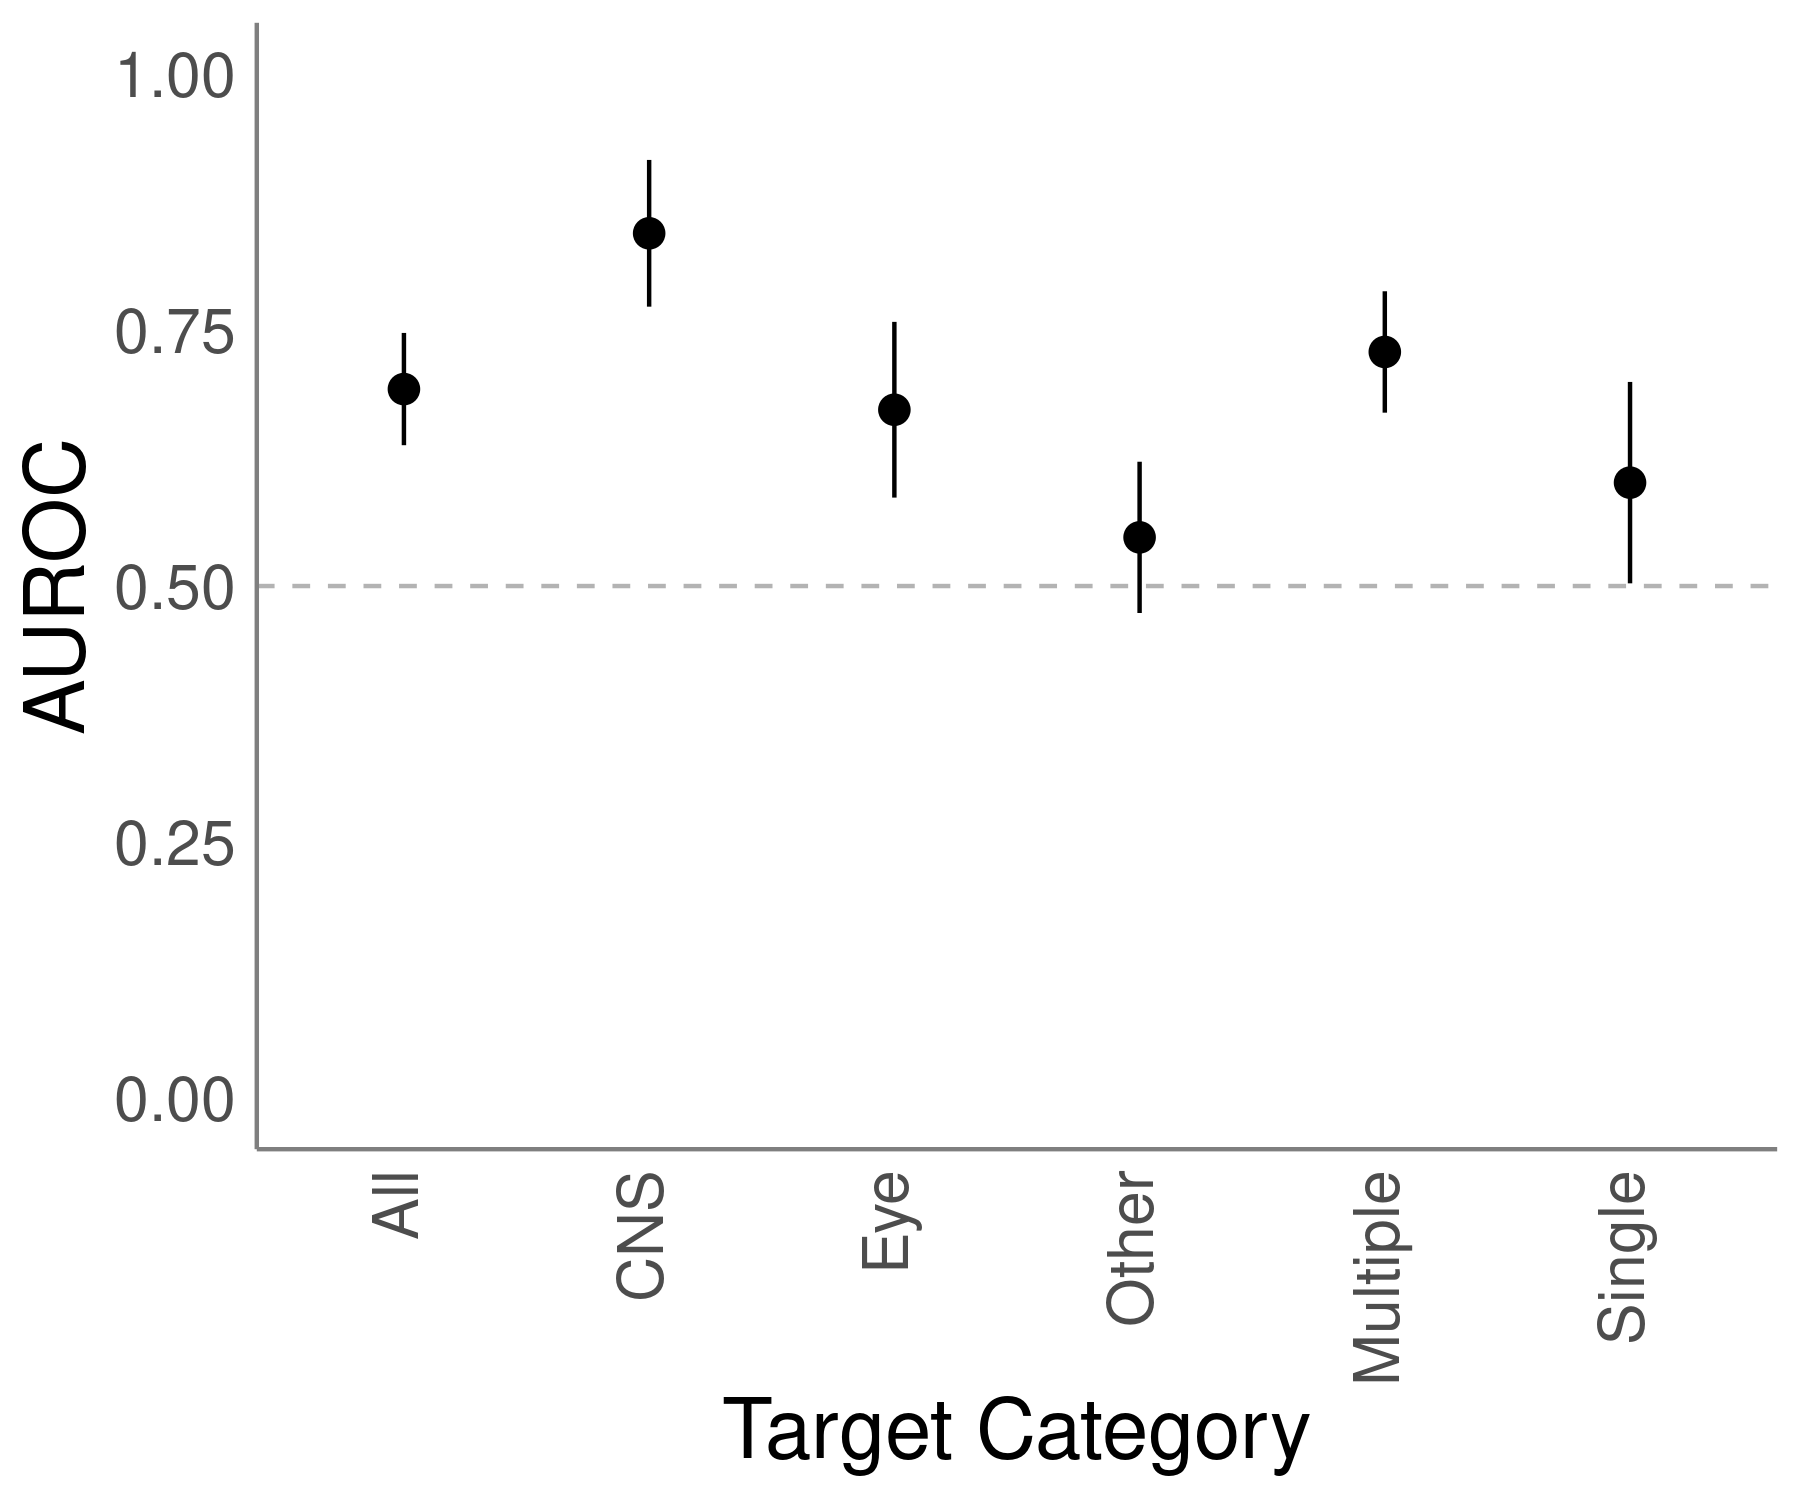 AUROC
1.00
0.75
0.50
0.25
0.00
All
CNS
Eye
Other
Multiple
Single
Target Category